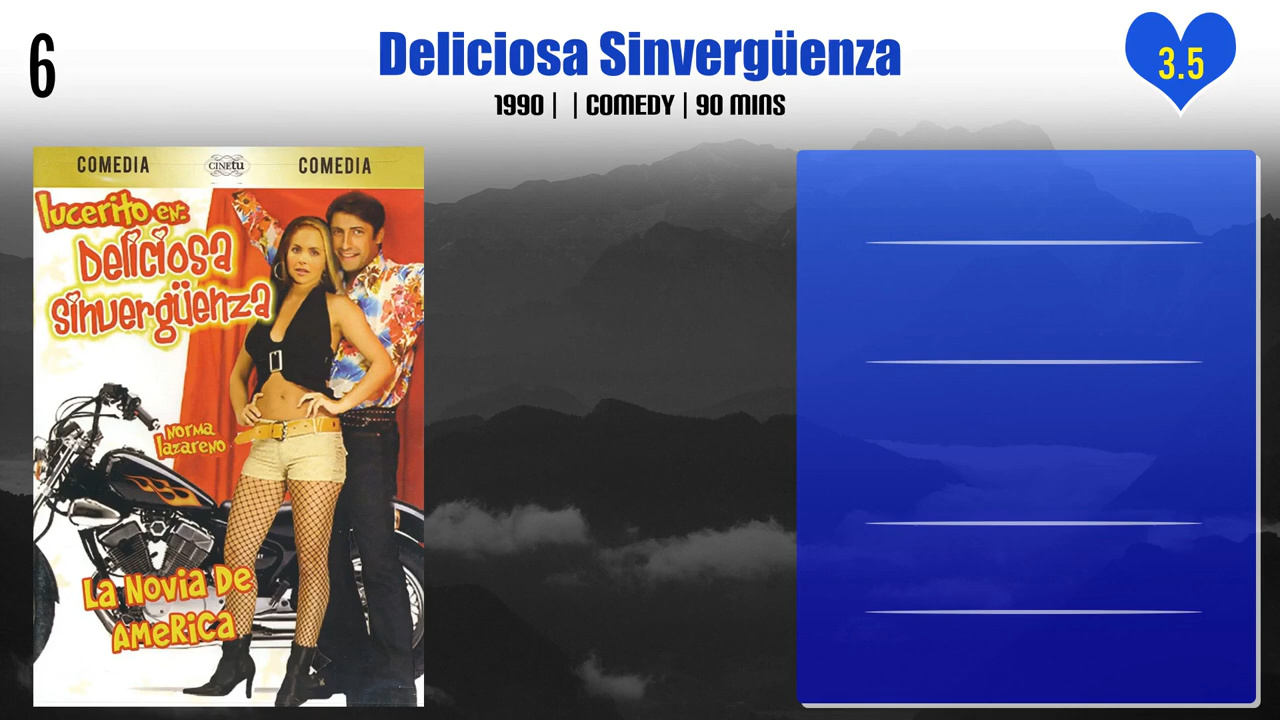 6
Deliciosa Sinvergüenza
3.5
1990 | | COMEDY | 90 MINS
COMEDIA CINEtu COMEDIA
lucerito en:
Deliciosa
sinvergüenza
norma
lazareno
La Novia De
America